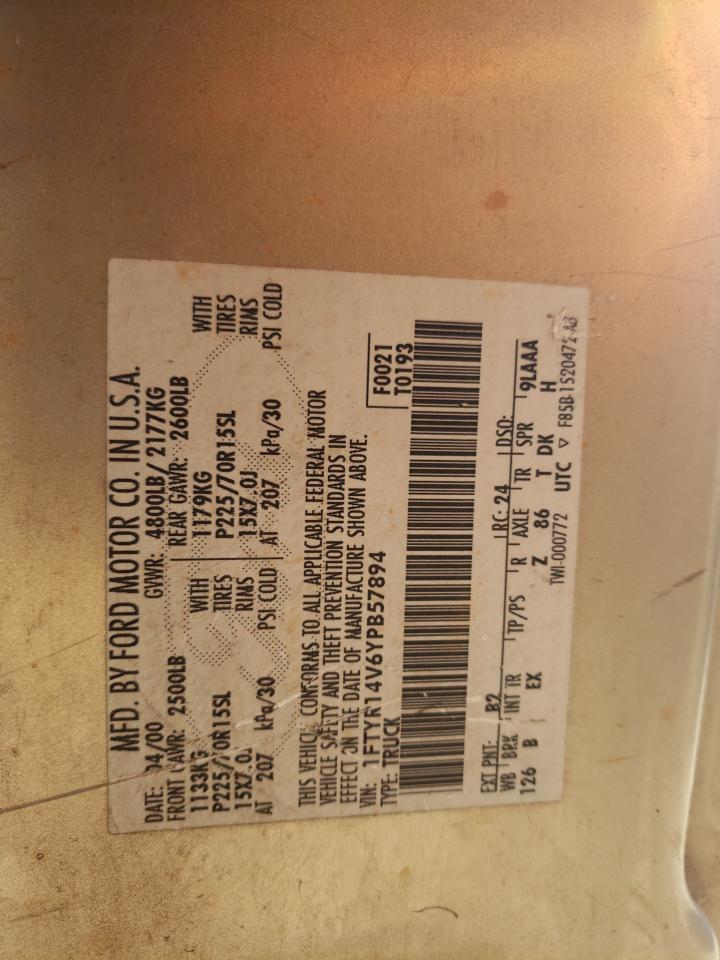 MFD. BY FORD MOTOR CO. IN U.S.A.
DATE: 04/00 GVWR: 4800LB/2177KG
FRONT GAWR: 2500LB REAR GAWR: 2600LB
1133KG WITH 1179KG WITH
P225/70R15SL TIRES P225/70R15SL TIRES
15X7.0J RIMS 15X7.0J RIMS
AT 207 kPa/30 PSI COLD AT 207 kPa/30 PSI COLD
THIS VEHICLE CONFORMS TO ALL APPLICABLE FEDERAL MOTOR
VEHICLE SAFETY AND THEFT PREVENTION STANDARDS IN
EFFECT ON THE DATE OF MANUFACTURE SHOWN ABOVE.
VIN: 1FTYR14V6YPB57894 F0021
TYPE: TRUCK T0193
EXT PNT: B2 RC: 24 DSO:
WB BRK INT TR TP/PS R AXLE TR SPR 9LAAA
126 B EX Z 86 T DK H
TWI-000772 UTC ▽ F85B-1520472-AB